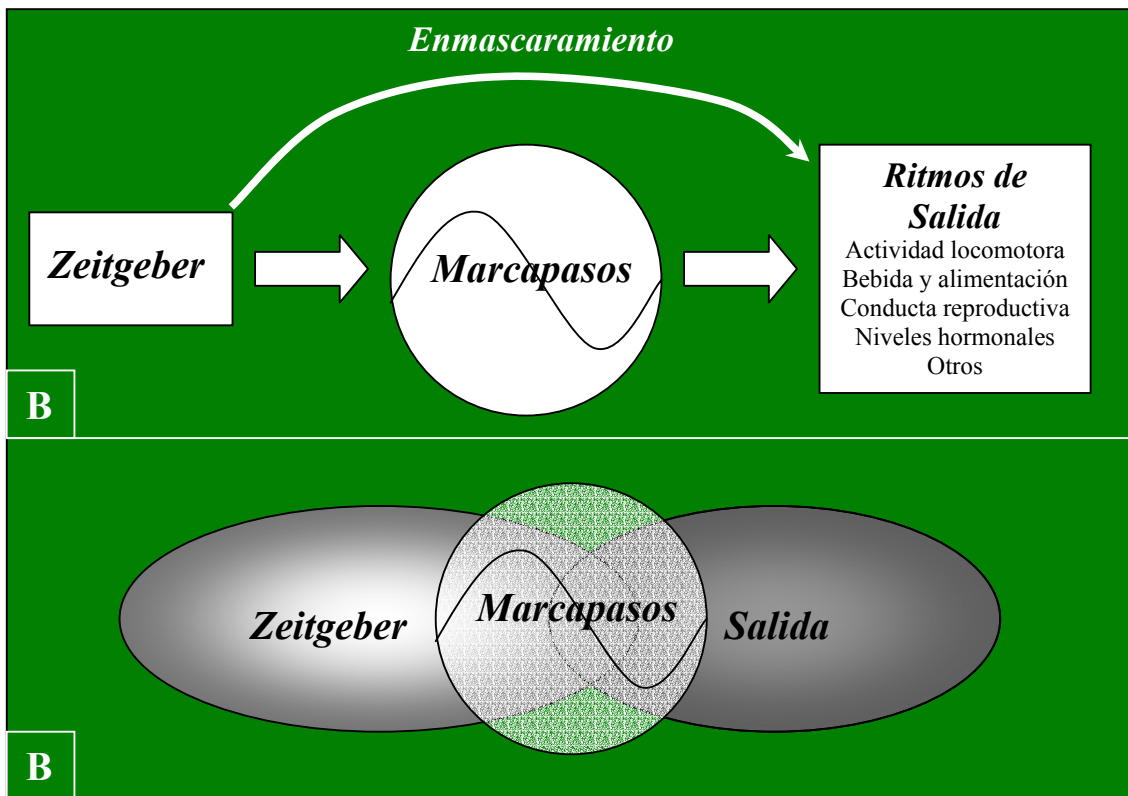 Enmascaramiento
Zeitgeber
Marcapasos
Ritmos de
Salida
Actividad locomotora
Bebida y alimentación
Conducta reproductiva
Niveles hormonales
Otros
B
Zeitgeber
Marcapasos
Salida
B